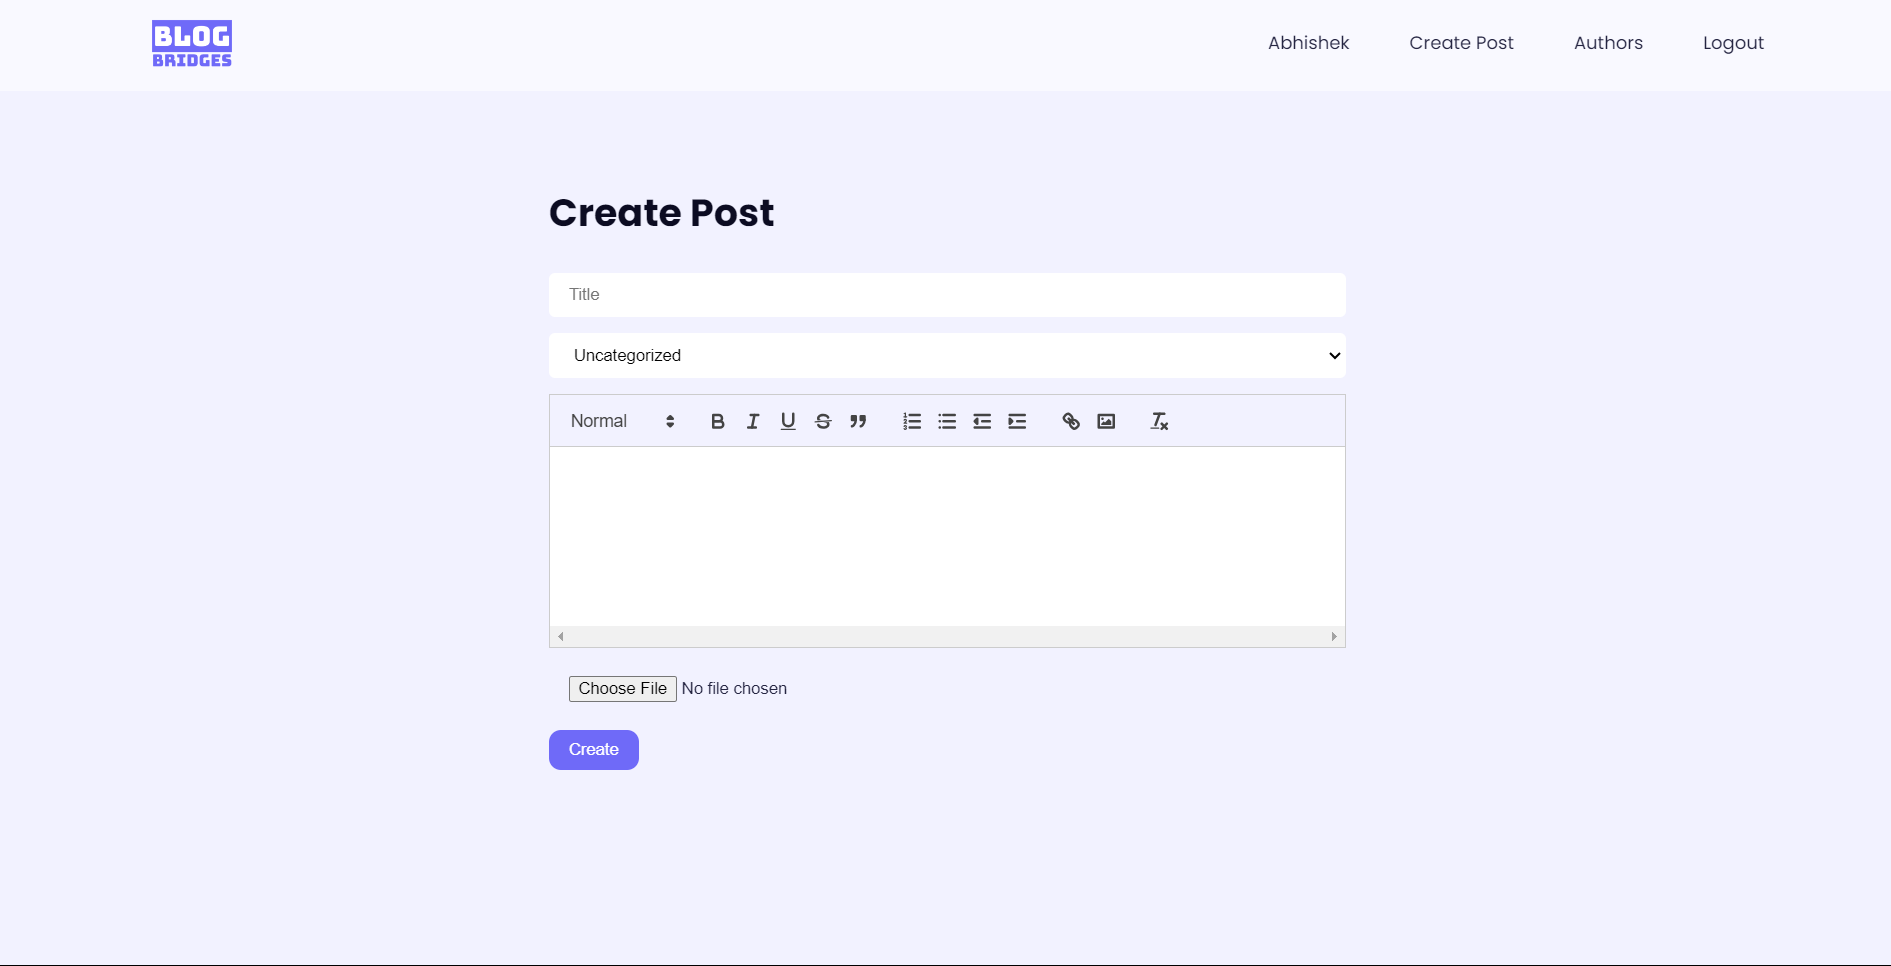 BLOG
BRIDGES
Abhishek
Create Post
Authors
Logout
Create Post
Title
Uncategorized
Normal
Choose File No file chosen
Create